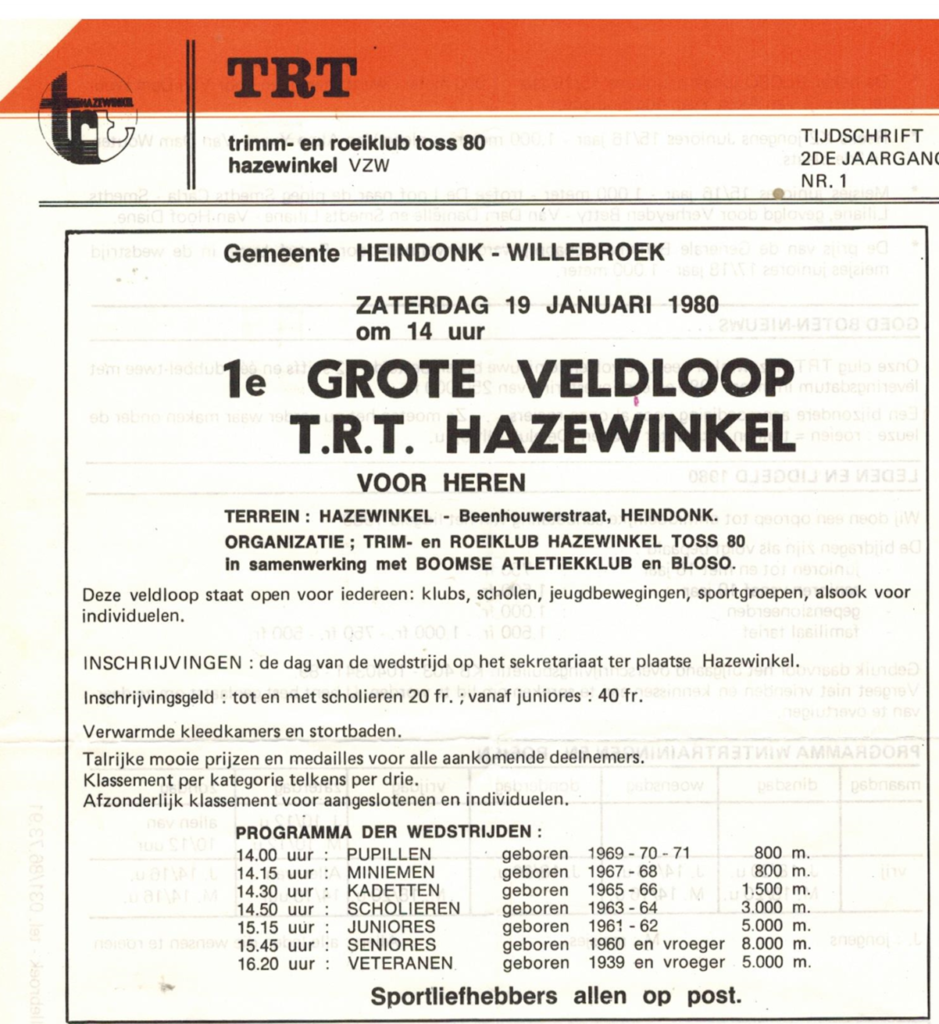 TRT
HAZEWINKEL
trt
trimm- en roeiklub toss 80
hazewinkel VZW
TIJDSCHRIFT
2DE JAARGANG
NR. 1
Gemeente HEINDONK - WILLEBROEK
ZATERDAG 19 JANUARI 1980
om 14 uur
1e GROTE VELDLOOP
T.R.T. HAZEWINKEL
VOOR HEREN
TERREIN : HAZEWINKEL - Beenhouwerstraat, HEINDONK.
ORGANIZATIE ; TRIM- en ROEIKLUB HAZEWINKEL TOSS 80
in samenwerking met BOOMSE ATLETIEKKLUB en BLOSO.
Deze veldloop staat open voor iedereen: klubs, scholen, jeugdbewegingen, sportgroepen, alsook voor
individuelen.
INSCHRIJVINGEN : de dag van de wedstrijd op het sekretariaat ter plaatse Hazewinkel.
Inschrijvingsgeld : tot en met scholieren 20 fr. ; vanaf juniores : 40 fr.
Verwarmde kleedkamers en stortbaden.
Talrijke mooie prijzen en medailles voor alle aankomende deelnemers.
Klassement per kategorie telkens per drie.
Afzonderlijk klassement voor aangeslotenen en individuelen.
PROGRAMMA DER WEDSTRIJDEN :
14.00 uur : PUPILLEN geboren 1969 - 70 - 71 800 m.
14.15 uur : MINIEMEN geboren 1967 - 68 800 m.
14.30 uur : KADETTEN geboren 1965 - 66 1.500 m.
14.50 uur : SCHOLIEREN geboren 1963 - 64 3.000 m.
15.15 uur : JUNIORES geboren 1961 - 62 5.000 m.
15.45 uur : SENIORES geboren 1960 en vroeger 8.000 m.
16.20 uur : VETERANEN geboren 1939 en vroeger 5.000 m.
Sportliefhebbers allen op post.